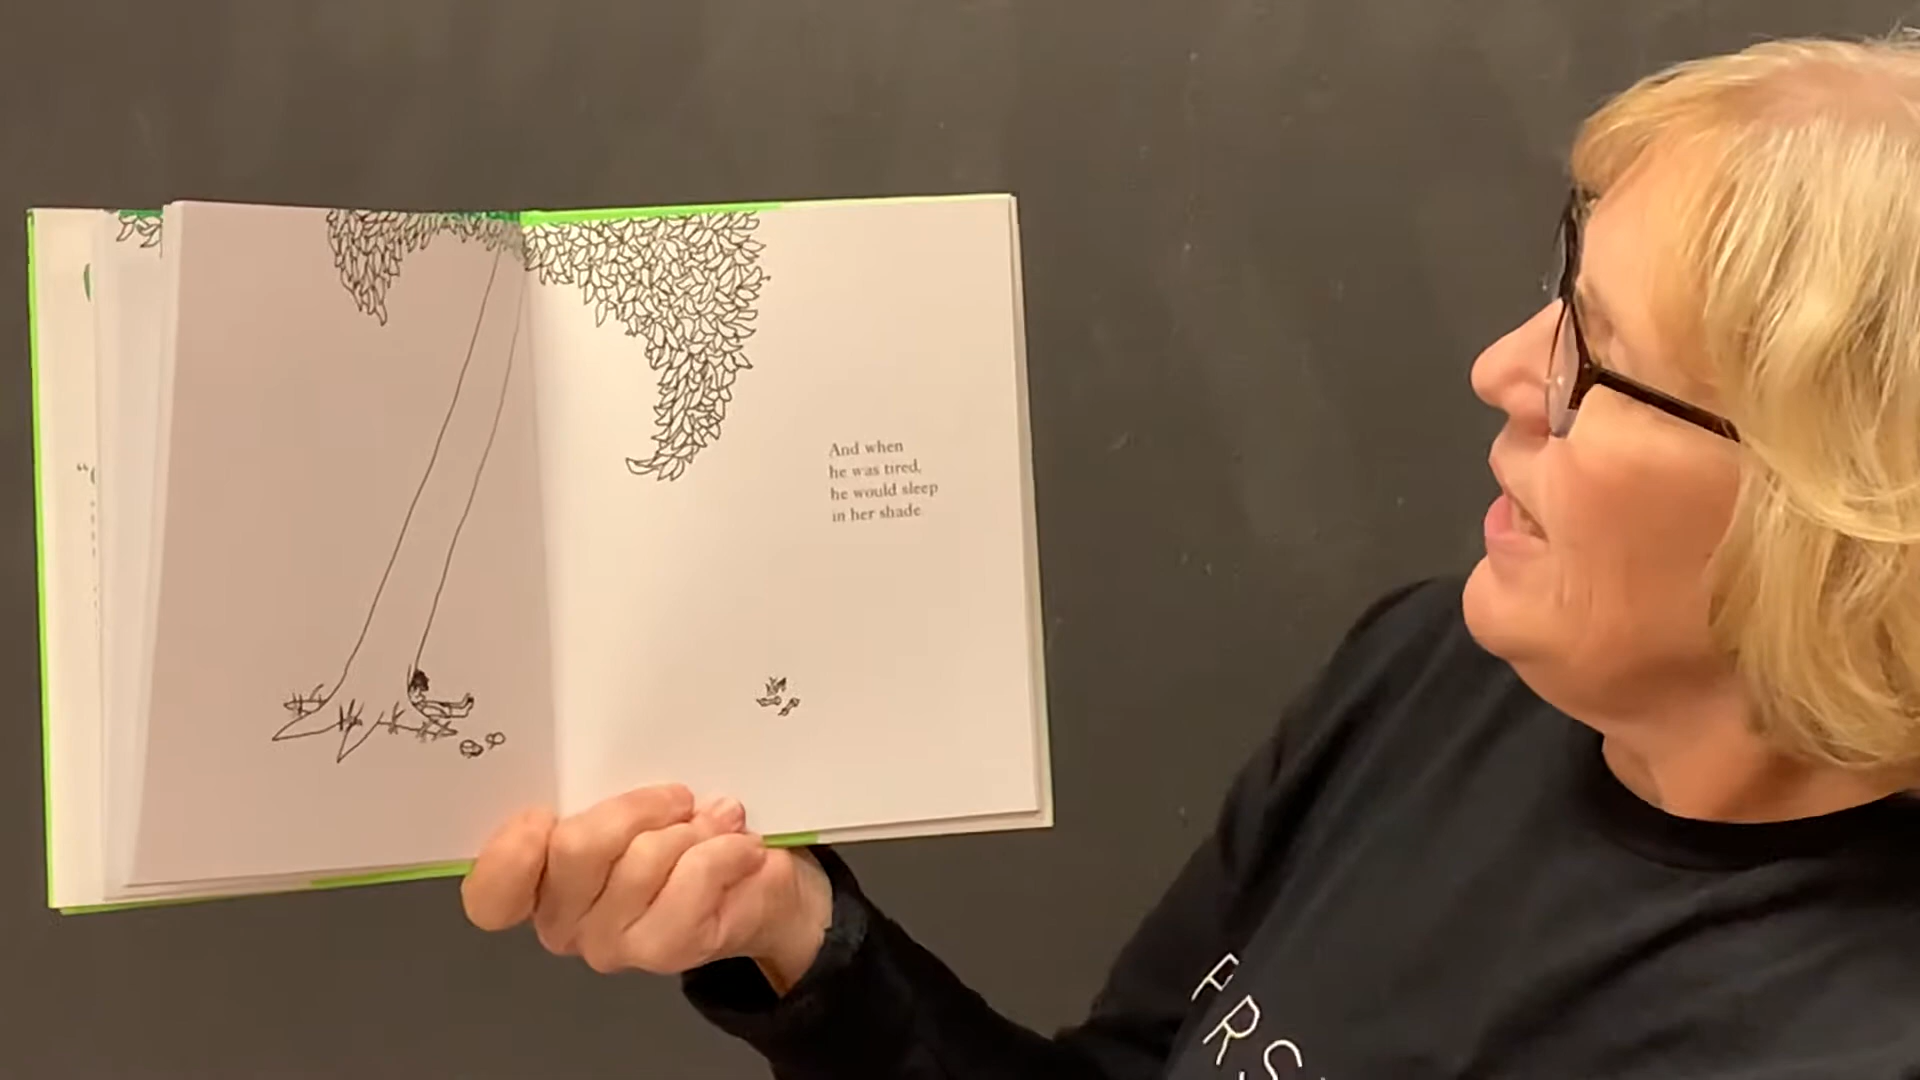 And when
he was tired,
he would sleep
in her shade.